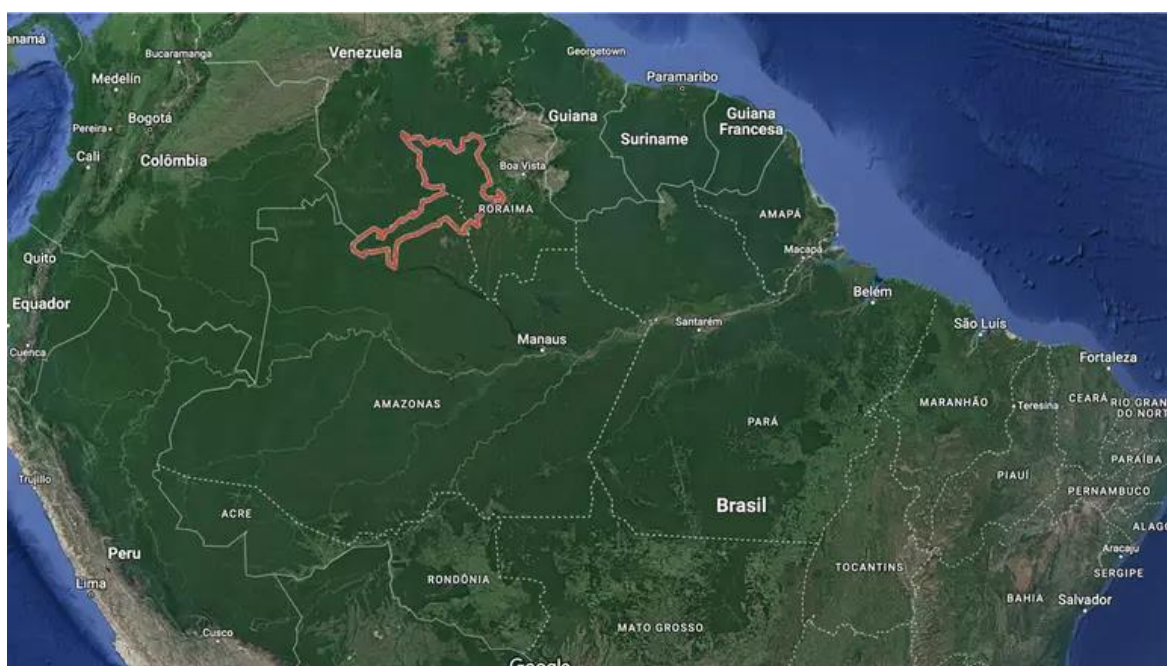 Venezuela
Georgetown
anamá
Bucaramanga
Medellín
Paramaribo
Bogotá
Pereira
Guiana
Guiana
Francesa
Suriname
Cali
Colômbia
Boa Vista
RORAIMA
AMAPÁ
Quito
Macapá
Equador
Belém
Santarém
São Luís
Manaus
Cuenca
Fortaleza
AMAZONAS
MARANHÃO
Teresina
CEARÁ
RIO GRAN
DO NORT
PARÁ
PARAÍBA
Trujillo
PIAUÍ
PERNAMBUCO
Brasil
ACRE
ALAGO
Peru
Aracaju
TOCANTINS
SERGIPE
Lima
RONDÔNIA
BAHIA
Salvador
MATO GROSSO
Cusco
Google